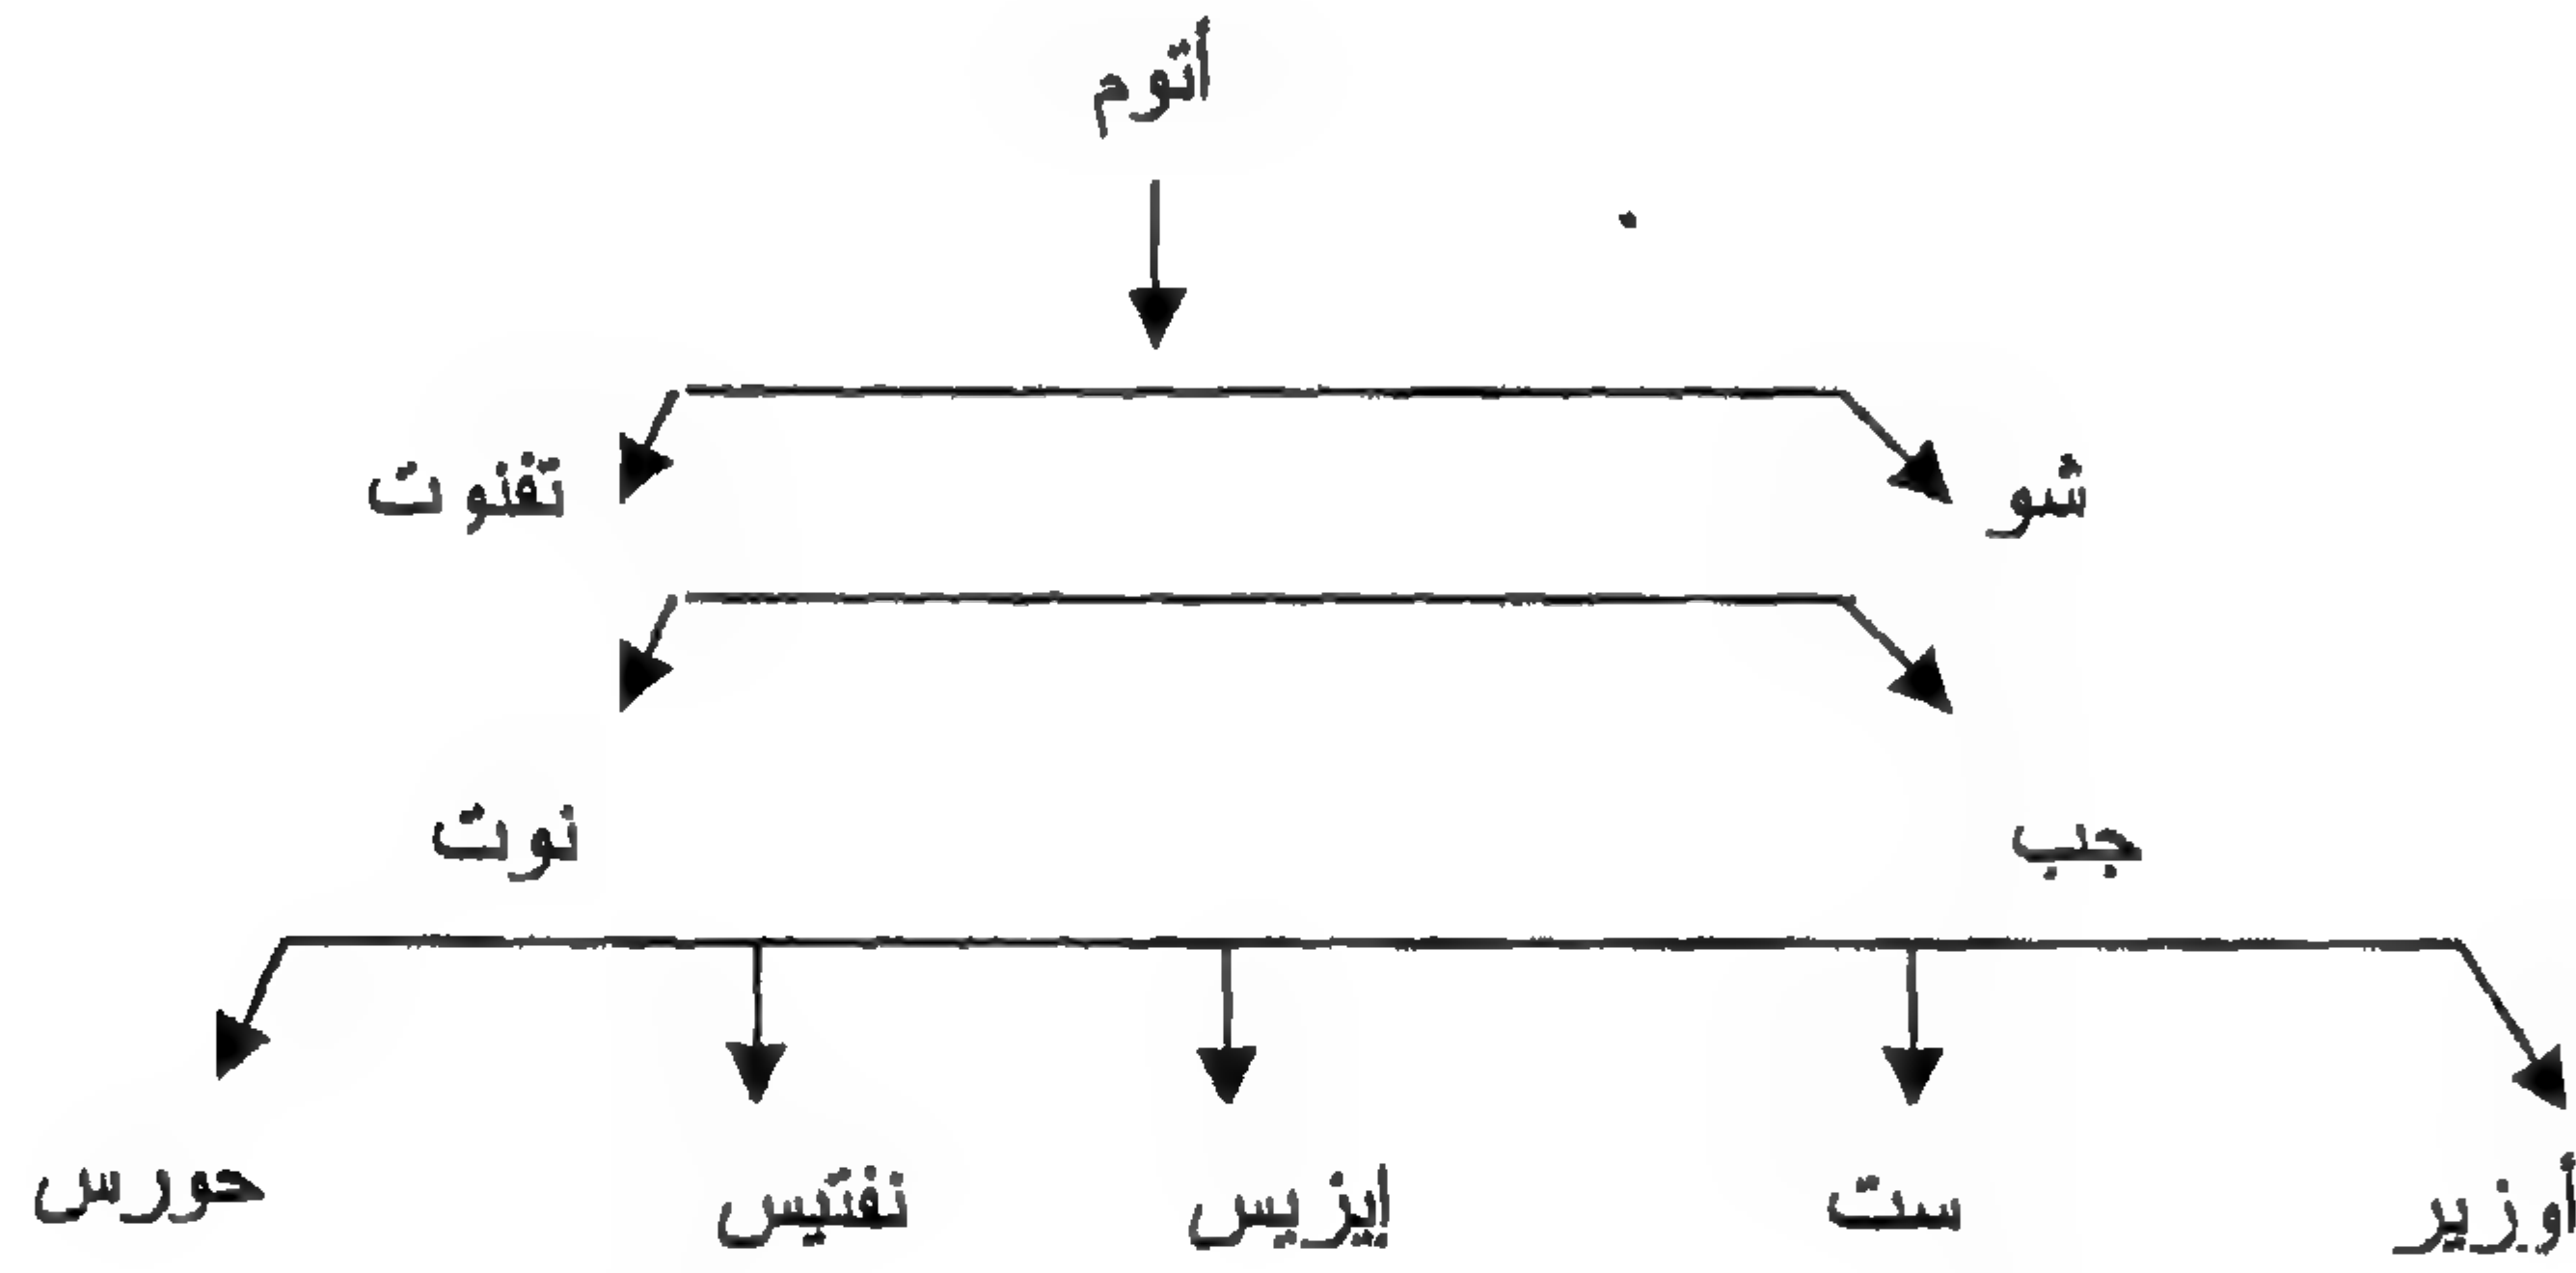 أتوم
شو تفنوت
جب نوت
أوزير ست إيزيس نفتيس حورس